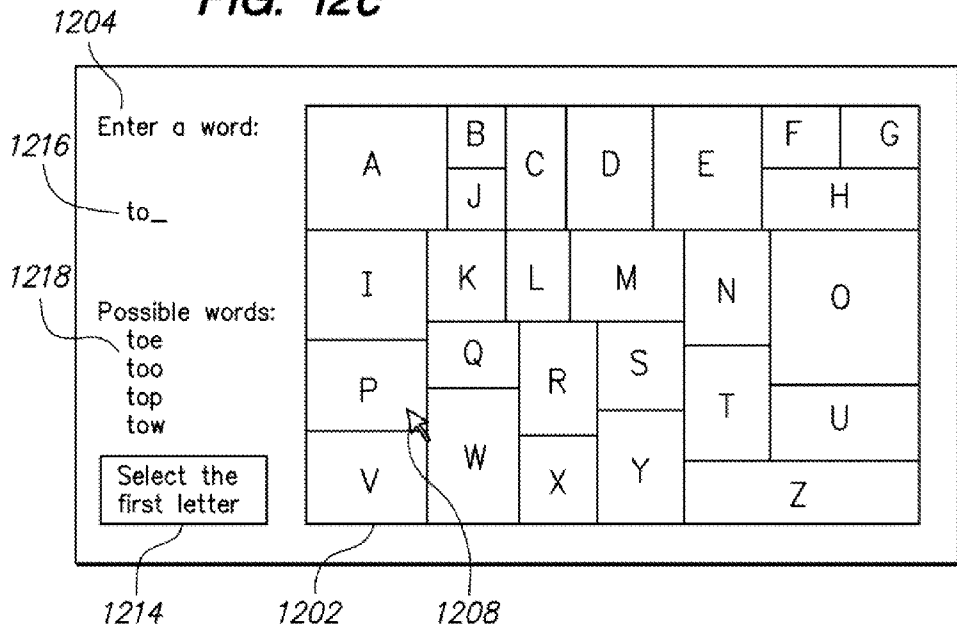 FIG. 12c
1204
Enter a word:
1216
to_
1218
Possible words:
toe
too
top
tow
Select the
first letter
A B C D E F G
J H
I K L M N O
P Q R S T U
V W X Y Z
1214 1202 1208